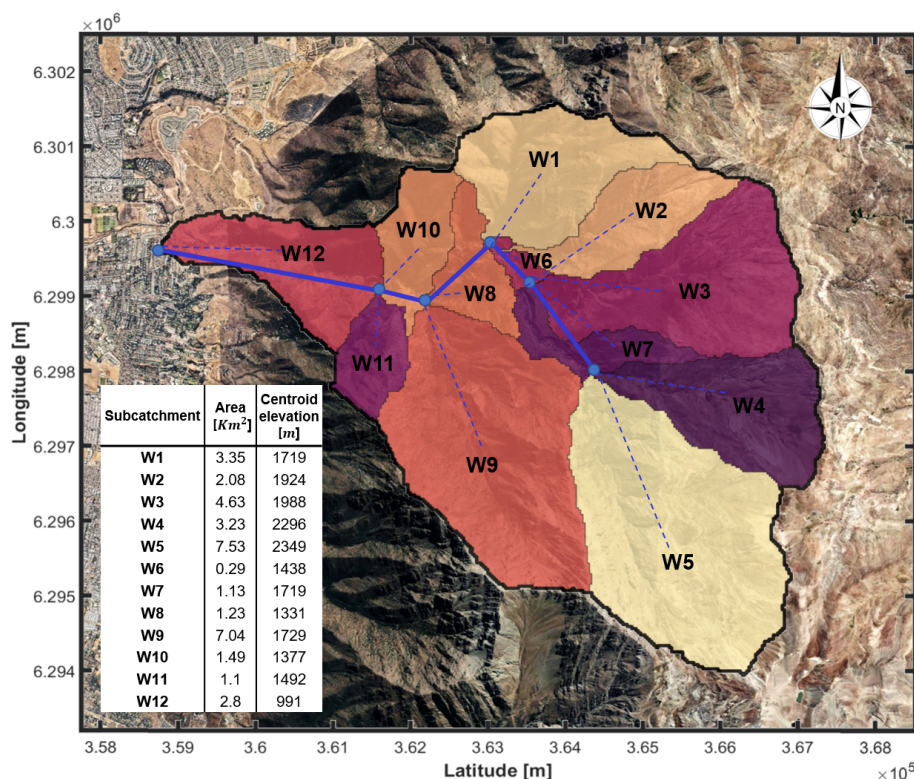 ×10⁶
6.302
6.301
6.3
6.299
6.298
6.297
6.296
6.295
6.294
Longitude [m]
N
W1
W2
W10
W12
W6
W8
W3
W11
W7
W4
W9
W5
Subcatchment Area [Km²] Centroid elevation [m]
W1 3.35 1719
W2 2.08 1924
W3 4.63 1988
W4 3.23 2296
W5 7.53 2349
W6 0.29 1438
W7 1.13 1719
W8 1.23 1331
W9 7.04 1729
W10 1.49 1377
W11 1.1 1492
W12 2.8 991
3.58 3.59 3.6 3.61 3.62 3.63 3.64 3.65 3.66 3.67 3.68
Latitude [m]
×10⁵